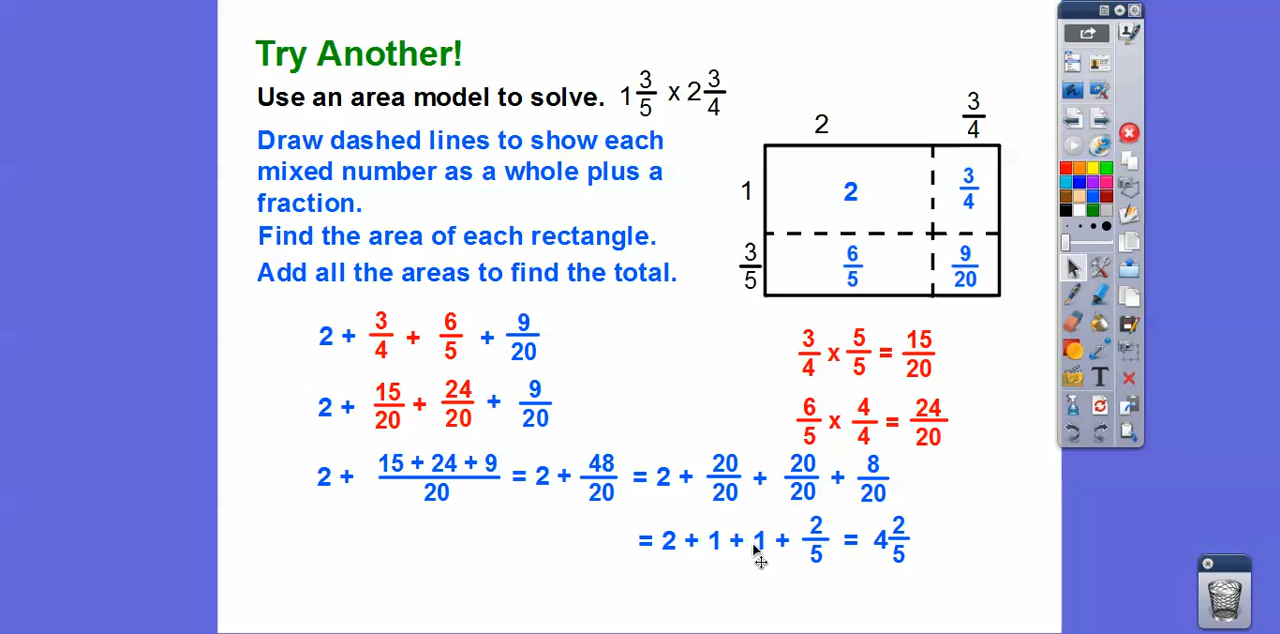 Try Another!
Use an area model to solve. 1 3/5 x 2 3/4
Draw dashed lines to show each
mixed number as a whole plus a
fraction.
Find the area of each rectangle.
Add all the areas to find the total.
2 3/4
1 2 3/4
3/5 6/5 9/20
2 + 3/4 + 6/5 + 9/20
2 + 15/20 + 24/20 + 9/20
3/4 x 5/5 = 15/20
6/5 x 4/4 = 24/20
2 + 15 + 24 + 9/20 = 2 + 48/20 = 2 + 20/20 + 20/20 + 8/20
= 2 + 1 + 1 + 2/5 = 4 2/5
T